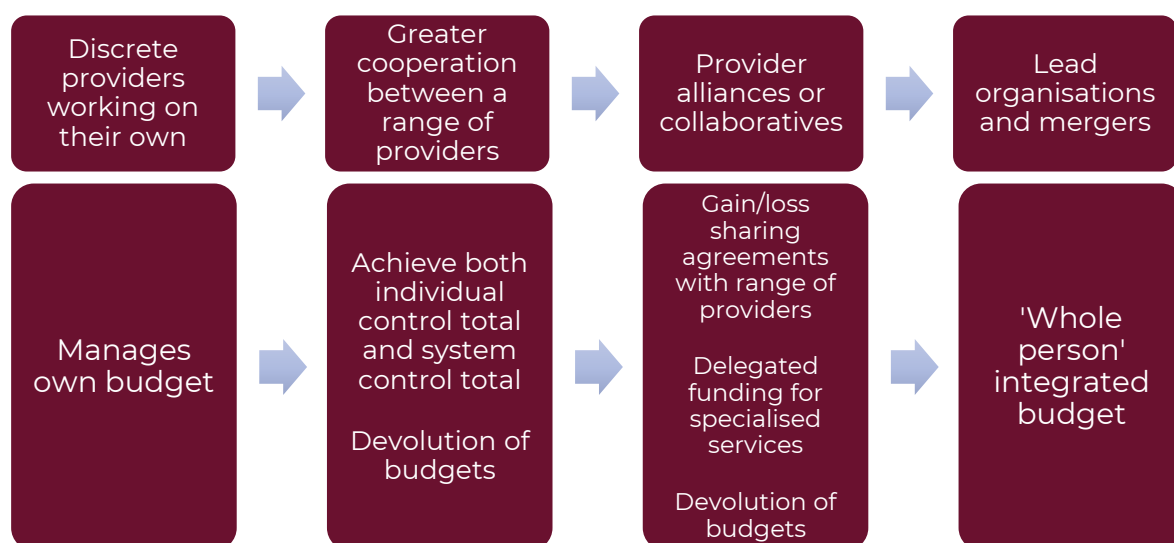 Discrete
providers
working on
their own
Greater
cooperation
between a
range of
providers
Provider
alliances or
collaboratives
Lead
organisations
and mergers
Manages
own budget
Achieve both
individual
control total
and system
control total
Devolution of
budgets
Gain/loss
sharing
agreements
with range of
providers
Delegated
funding for
specialised
services
Devolution of
budgets
'Whole
person'
integrated
budget